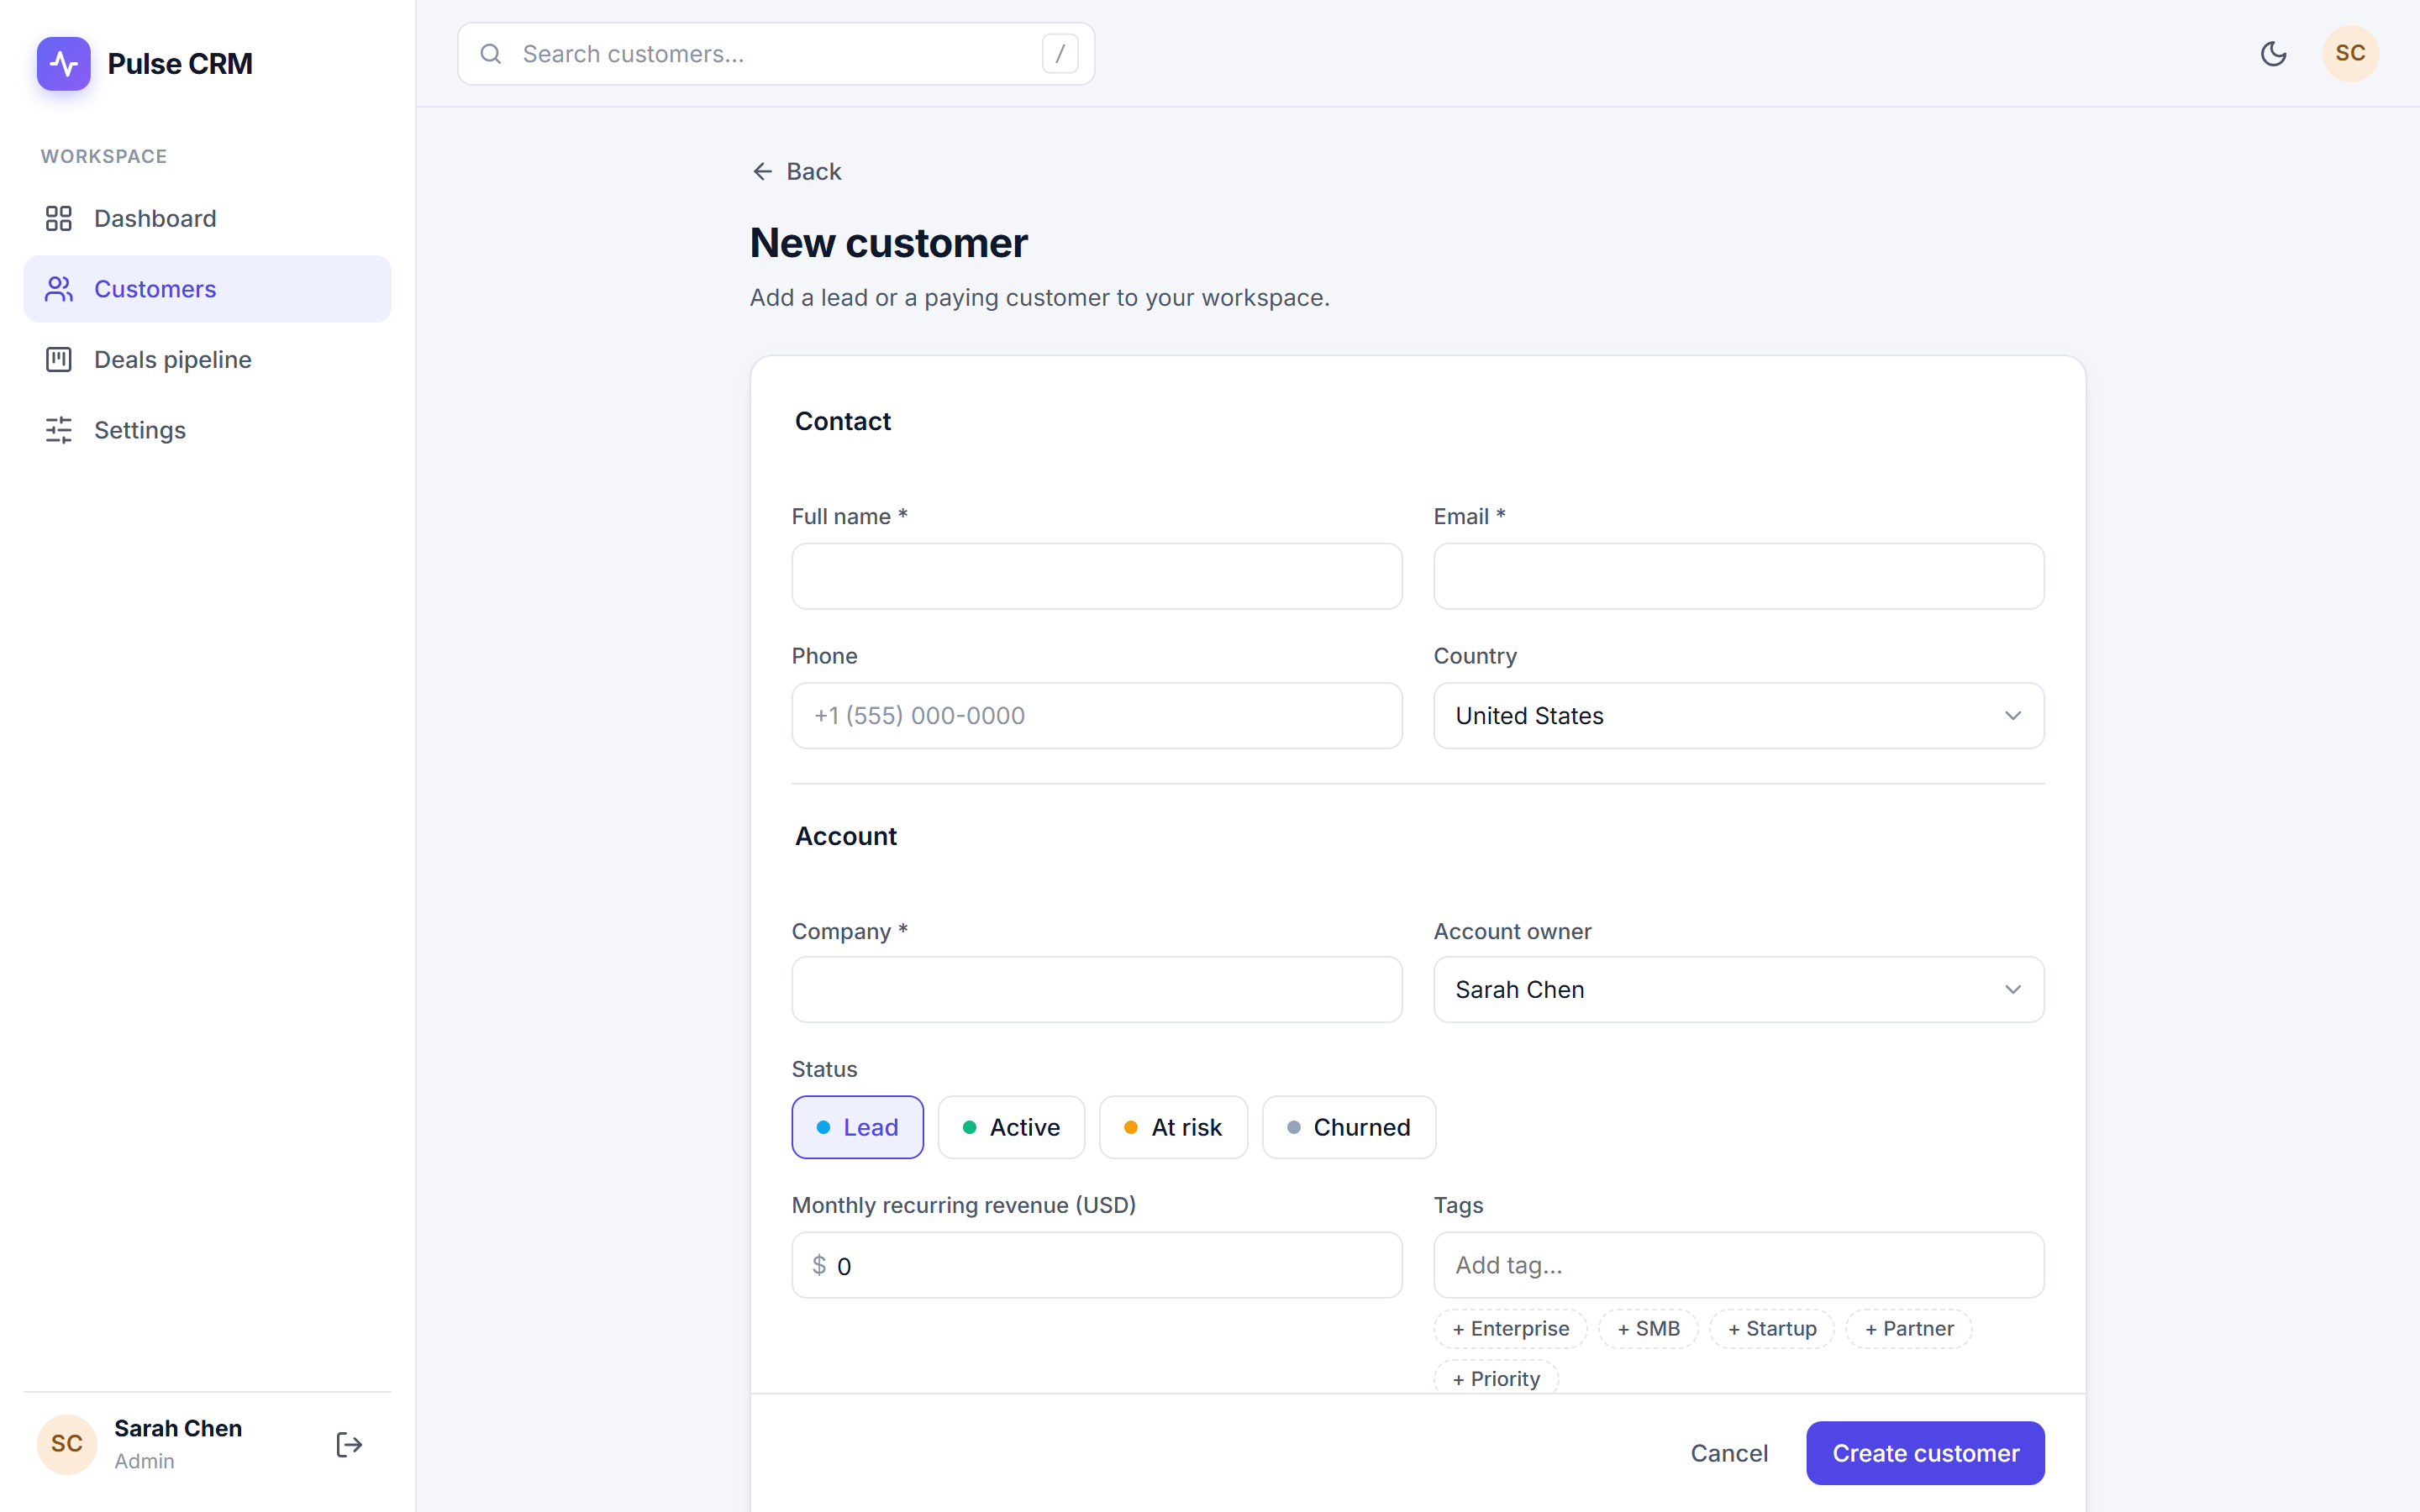 Pulse CRM
Search customers...
/
SC
WORKSPACE
Dashboard
Customers
Deals pipeline
Settings
Back
New customer
Add a lead or a paying customer to your workspace.
Contact
Full name *
Email *
Phone
Country
+1 (555) 000-0000
United States
Account
Company *
Account owner
Sarah Chen
Status
Lead
Active
At risk
Churned
Monthly recurring revenue (USD)
Tags
$ 0
Add tag...
+ Enterprise
+ SMB
+ Startup
+ Partner
+ Priority
SC
Sarah Chen
Admin
Cancel
Create customer